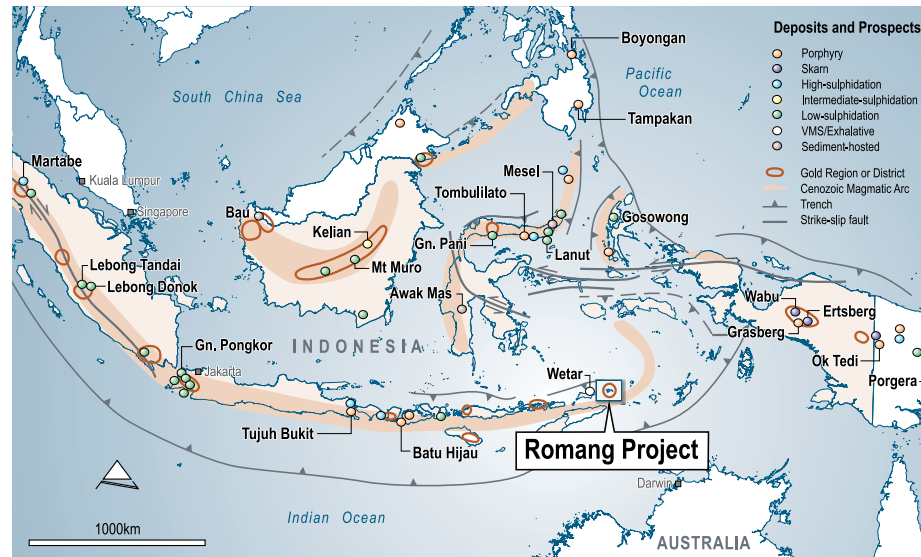 Deposits and Prospects
Porphyry
Skarn
High-sulphidation
Intermediate-sulphidation
Low-sulphidation
VMS/Exhalative
Sediment-hosted
Gold Region or District
Cenozoic Magmatic Arc
Trench
Strike-slip fault
Boyongan
Pacific
Ocean
South China Sea
Tampakan
Martabe
Kuala Lumpur
Singapore
Mesel
Tombulilato
Bau
Gosowong
Kelian
Gn. Pani
Lanut
Mt Muro
Lebong Tandai
Lebong Donok
Awak Mas
Wabu
Ertsberg
Grasberg
INDONESIA
Gn. Pongkor
Jakarta
Ok Tedi
Wetar
Porgera
Tujuh Bukit
Batu Hijau
Romang Project
Darwin
1000km
Indian Ocean
AUSTRALIA